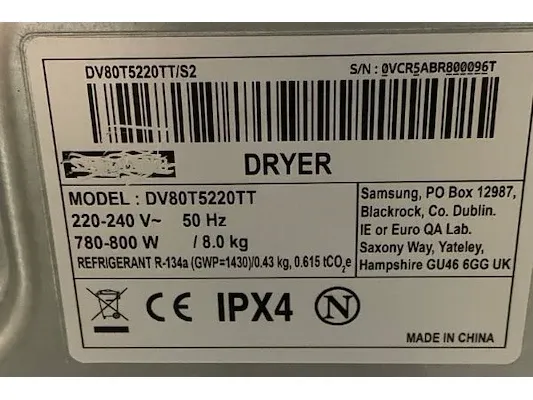 DV80T5220TT/S2 S/N : 0VCR5ABR800096T
DRYER
MODEL : DV80T5220TT
220-240 V~ 50 Hz
780-800 W / 8.0 kg
REFRIGERANT R-134a (GWP=1430)/0.43 kg, 0.615 tCO₂e
Samsung, PO Box 12987,
Blackrock, Co. Dublin.
IE or Euro QA Lab.
Saxony Way, Yateley,
Hampshire GU46 6GG UK
CE IPX4 N
MADE IN CHINA